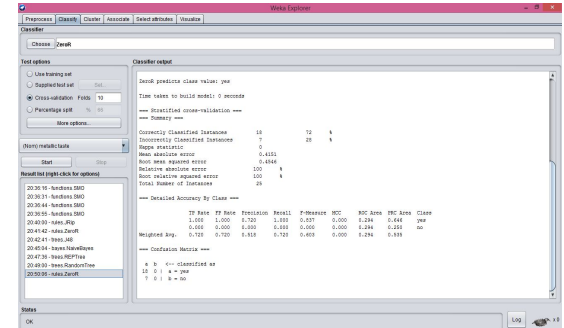 Weka Explorer
Preprocess Classify Cluster Associate Select attributes Visualize
Classifier
Choose ZeroR
Test options
Use training set
Supplied test set Set...
Cross-validation Folds 10
Percentage split % 66
More options...
(Nom) metallic taste
Start Stop
Result list (right-click for options)
20:36:16 - functions.SMO
20:36:31 - functions.SMO
20:36:44 - functions.SMO
20:36:55 - functions.SMO
20:40:00 - rules.JRip
20:41:42 - rules.ZeroR
20:42:41 - trees.J48
20:45:04 - bayes.NaiveBayes
20:47:36 - trees.REPTree
20:49:00 - trees.RandomTree
20:50:06 - rules.ZeroR
Classifier output
ZeroR predicts class value: yes
Time taken to build model: 0 seconds
=== Stratified cross-validation ===
=== Summary ===
Correctly Classified Instances 18 72 %
Incorrectly Classified Instances 7 28 %
Kappa statistic 0
Mean absolute error 0.4151
Root mean squared error 0.4546
Relative absolute error 100 %
Root relative squared error 100 %
Total Number of Instances 25
=== Detailed Accuracy By Class ===
TP Rate FP Rate Precision Recall F-Measure MCC ROC Area PRC Area Class
1.000 1.000 0.720 1.000 0.837 0.000 0.294 0.646 yes
0.000 0.000 0.000 0.000 0.000 0.000 0.294 0.250 no
Weighted Avg. 0.720 0.720 0.518 0.720 0.603 0.000 0.294 0.535
=== Confusion Matrix ===
a b <-- classified as
18 0 | a = yes
7 0 | b = no
Status
OK
Log
x 0